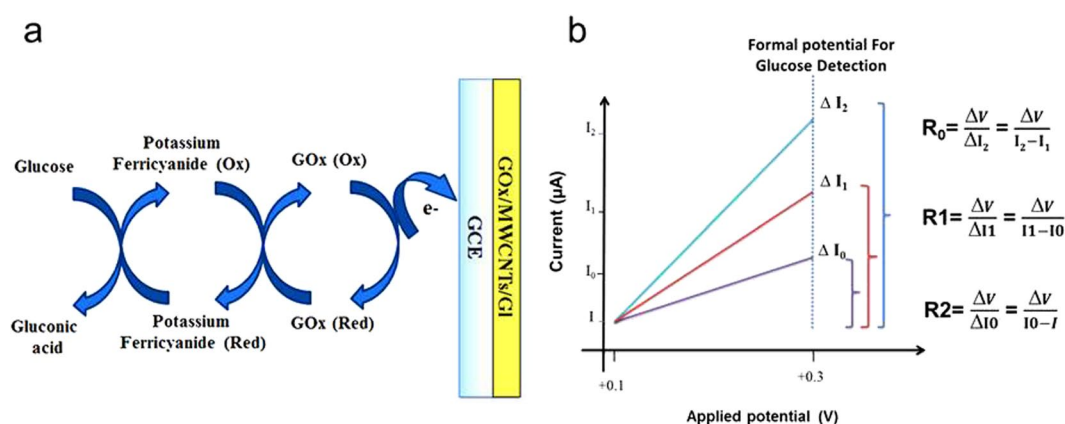 a
Glucose
Potassium
Ferricyanide (Ox)
GOx (Ox)
e-
Gluconic
acid
Potassium
Ferricyanide (Red)
GOx (Red)
GCE
GOx/MWCNTs/Gl
b
Formal potential For
Glucose Detection
Current (µA)
I₂
I₁
I₀
I
Δ I₂
Δ I₁
Δ I₀
+0.1
+0.3
Applied potential (V)
R₀= ΔV/ΔI₂ = ΔV/I₂−I₁
R1= ΔV/ΔI1 = ΔV/I1−I0
R2= ΔV/ΔI0 = ΔV/I0−I